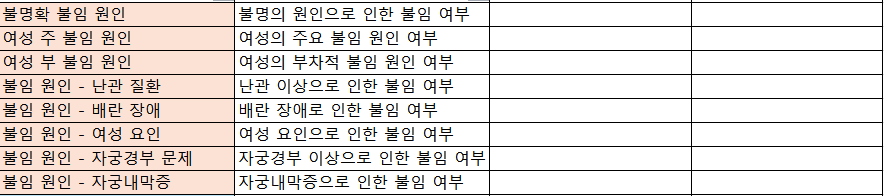 불명확 불임 원인 불명의 원인으로 인한 불임 여부
여성 주 불임 원인 여성의 주요 불임 원인 여부
여성 부 불임 원인 여성의 부차적 불임 원인 여부
불임 원인 - 난관 질환 난관 이상으로 인한 불임 여부
불임 원인 - 배란 장애 배란 장애로 인한 불임 여부
불임 원인 - 여성 요인 여성 요인으로 인한 불임 여부
불임 원인 - 자궁경부 문제 자궁경부 이상으로 인한 불임 여부
불임 원인 - 자궁내막증 자궁내막증으로 인한 불임 여부